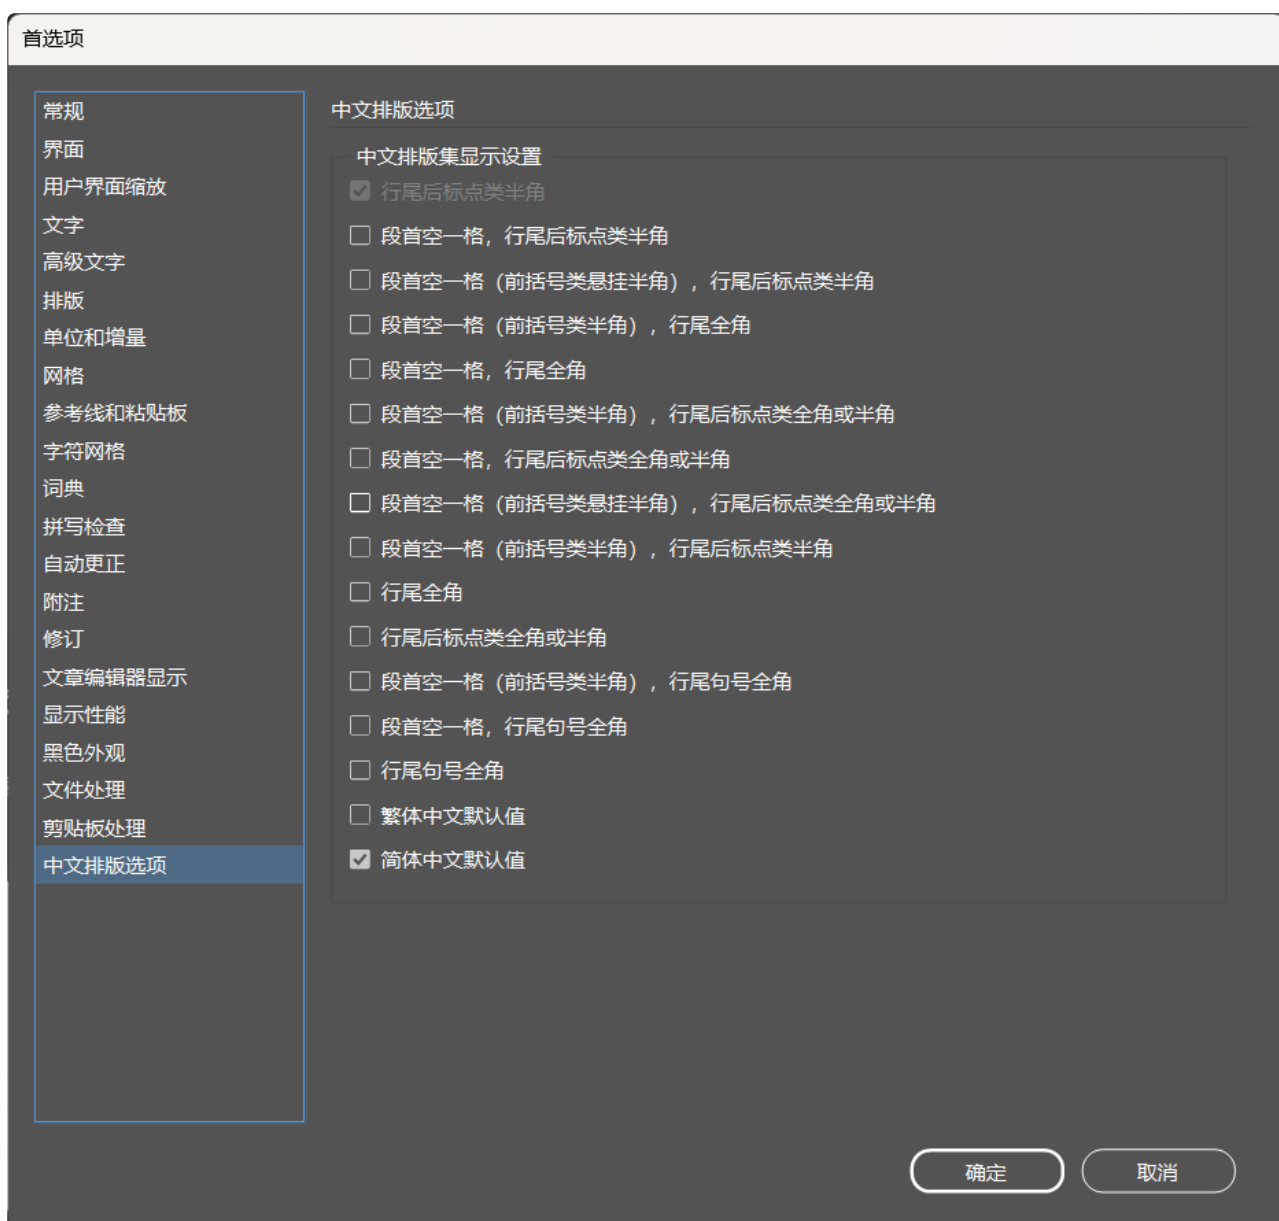 首选项
常规
界面
用户界面缩放
文字
高级文字
排版
单位和增量
网格
参考线和粘贴板
字符网格
词典
拼写检查
自动更正
附注
修订
文章编辑器显示
显示性能
黑色外观
文件处理
剪贴板处理
中文排版选项
中文排版选项
中文排版集显示设置
行尾后标点类半角
段首空一格，行尾后标点类半角
段首空一格（前括号类悬挂半角），行尾后标点类半角
段首空一格（前括号类半角），行尾全角
段首空一格，行尾全角
段首空一格（前括号类半角），行尾后标点类全角或半角
段首空一格，行尾后标点类全角或半角
段首空一格（前括号类悬挂半角），行尾后标点类全角或半角
段首空一格（前括号类半角），行尾后标点类半角
行尾全角
行尾后标点类全角或半角
段首空一格（前括号类半角），行尾句号全角
段首空一格，行尾句号全角
行尾句号全角
繁体中文默认值
简体中文默认值
确定
取消